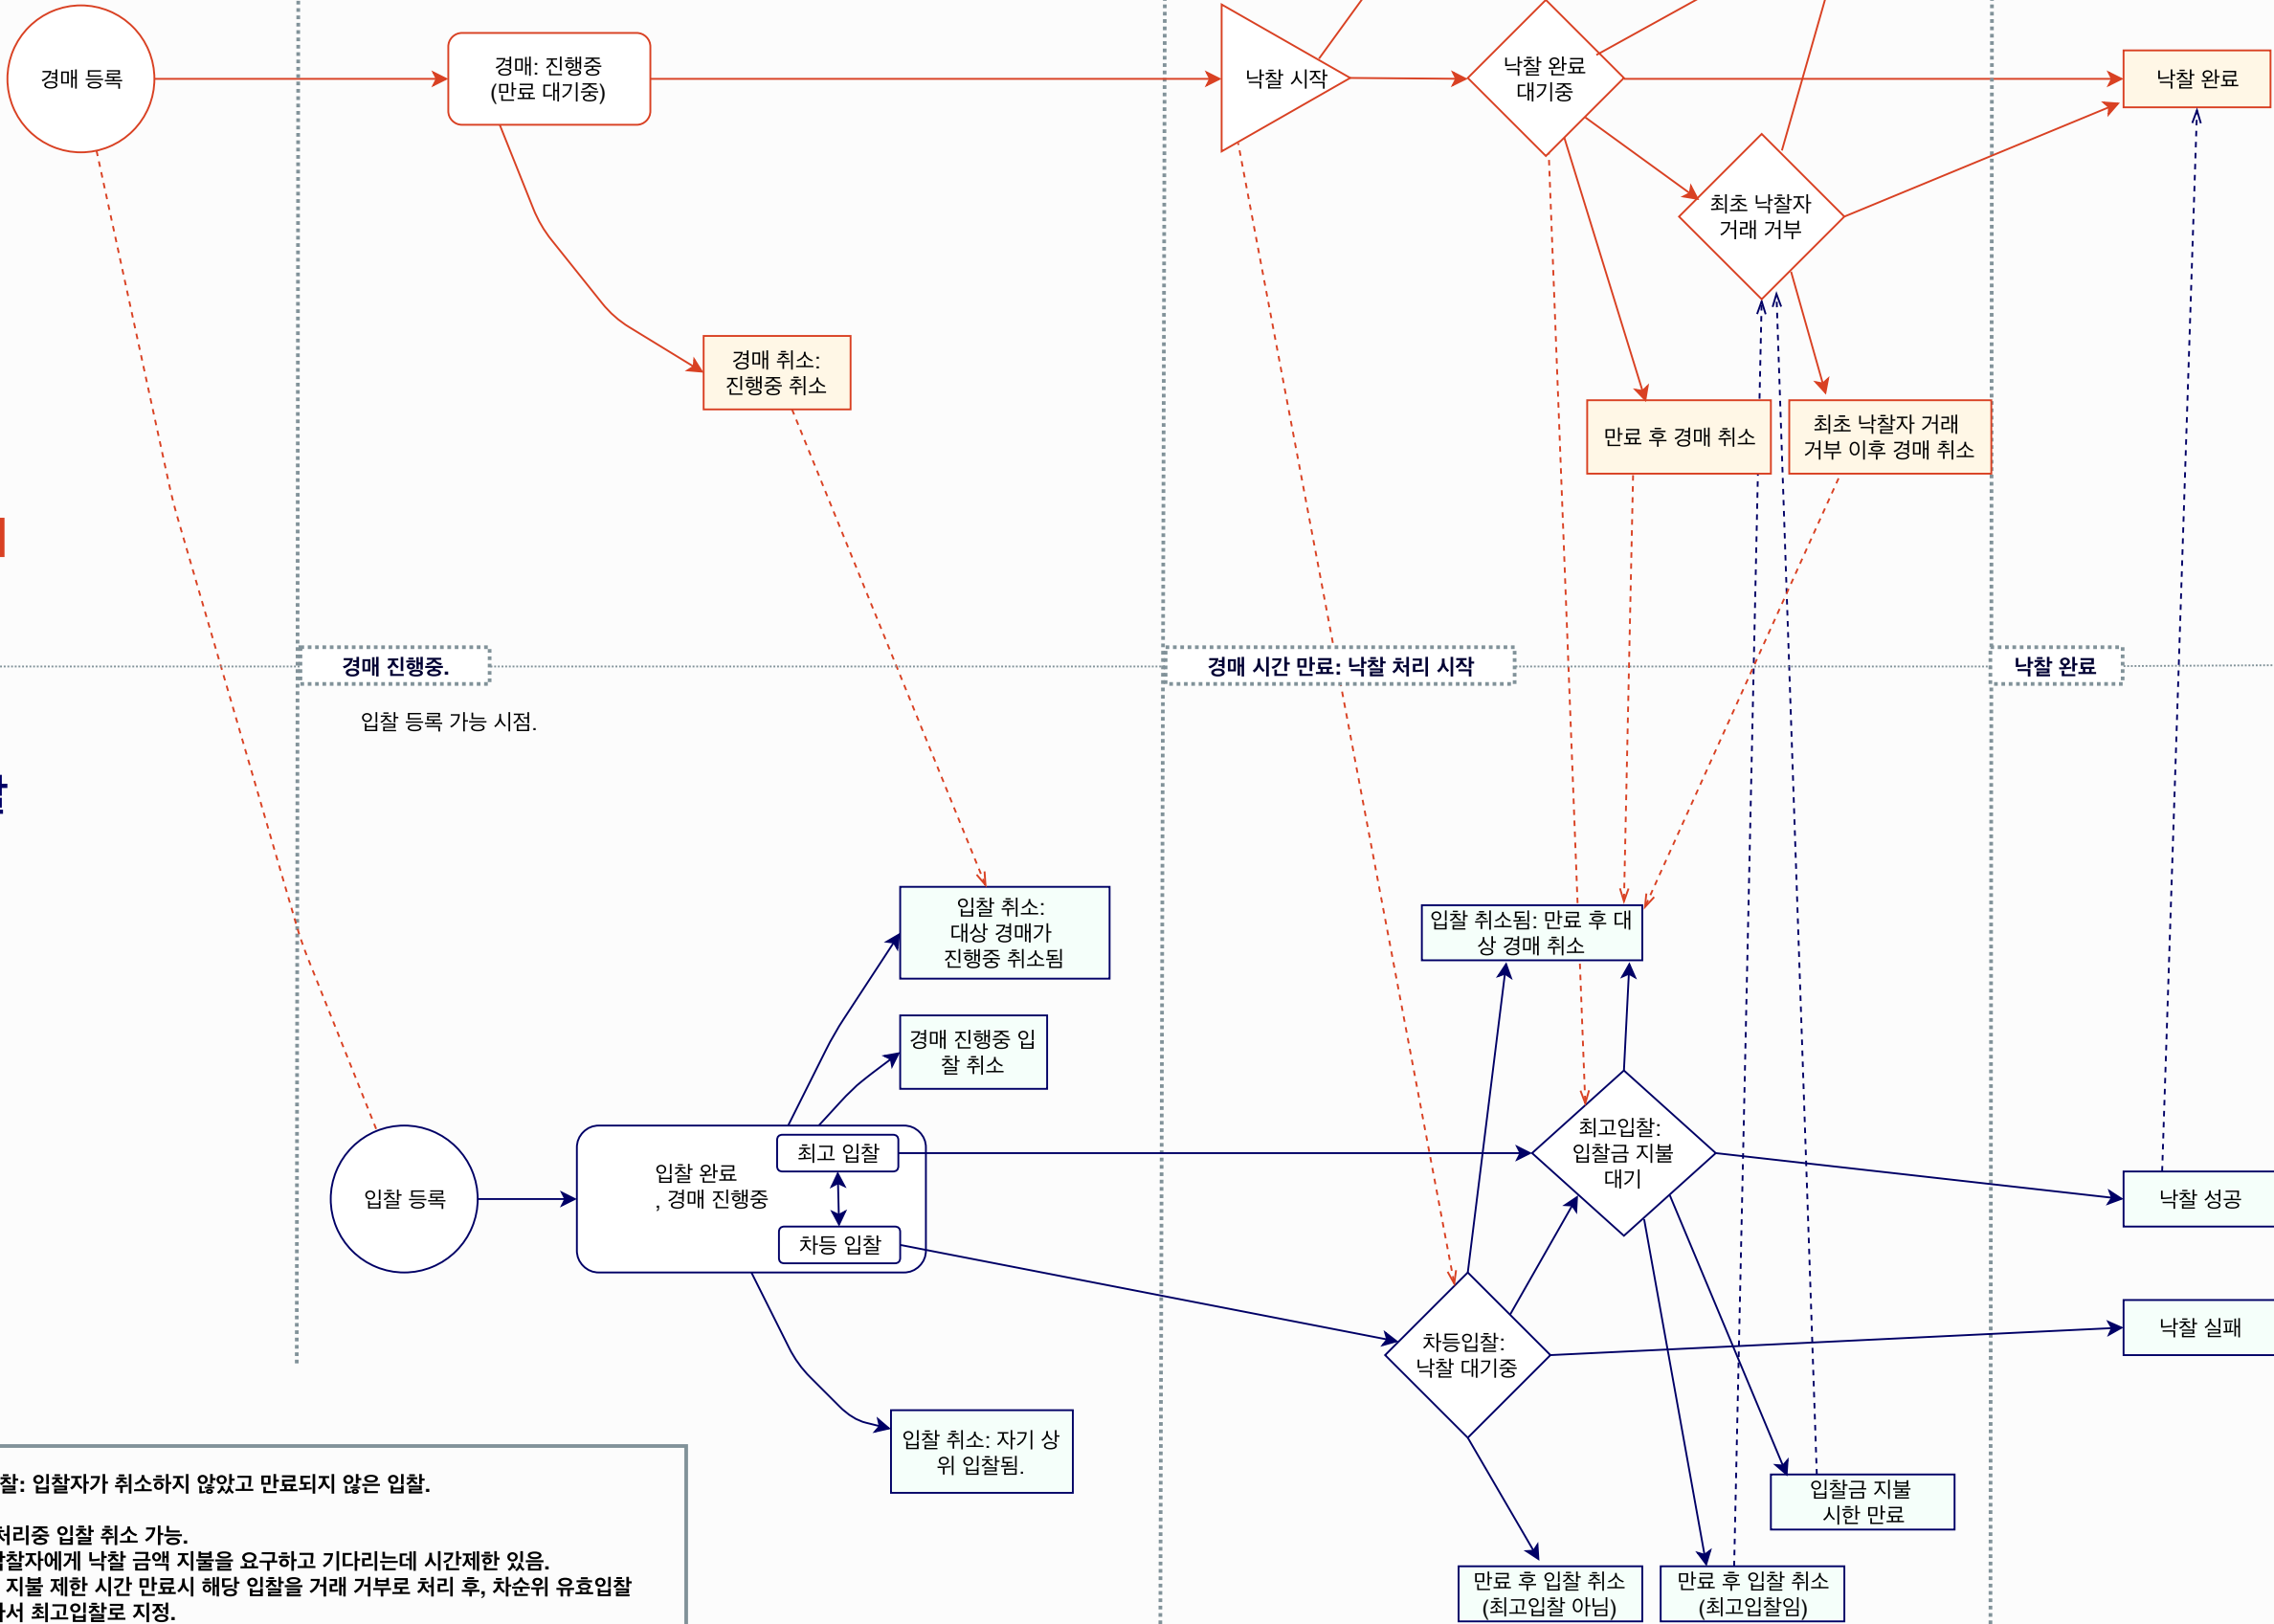 경매 등록
경매: 진행중
(만료 대기중)
낙찰 시작
낙찰 완료
대기중
낙찰 완료
최초 낙찰자
거래 거부
경매 취소:
진행중 취소
만료 후 경매 취소
최초 낙찰자 거래
거부 이후 경매 취소
경매 진행중.
경매 시간 만료: 낙찰 처리 시작
낙찰 완료
입찰 등록 가능 시점.
입찰 취소:
대상 경매가
진행중 취소됨
입찰 취소됨: 만료 후 대
상 경매 취소
경매 진행중 입
찰 취소
최고 입찰
입찰 완료
, 경매 진행중
차등 입찰
입찰 등록
최고입찰:
입찰금 지불
대기
낙찰 성공
차등입찰:
낙찰 대기중
낙찰 실패
입찰 취소: 자기 상
위 입찰됨.
입찰금 지불
시한 만료
만료 후 입찰 취소
(최고입찰 아님)
만료 후 입찰 취소
(최고입찰임)
찰: 입찰자가 취소하지 않았고 만료되지 않은 입찰.
처리중 입찰 취소 가능.
낙찰자에게 낙찰 금액 지불을 요구하고 기다리는데 시간제한 있음.
지불 제한 시간 만료시 해당 입찰을 거래 거부로 처리 후, 차순위 유효입찰
서 최고입찰로 지정.